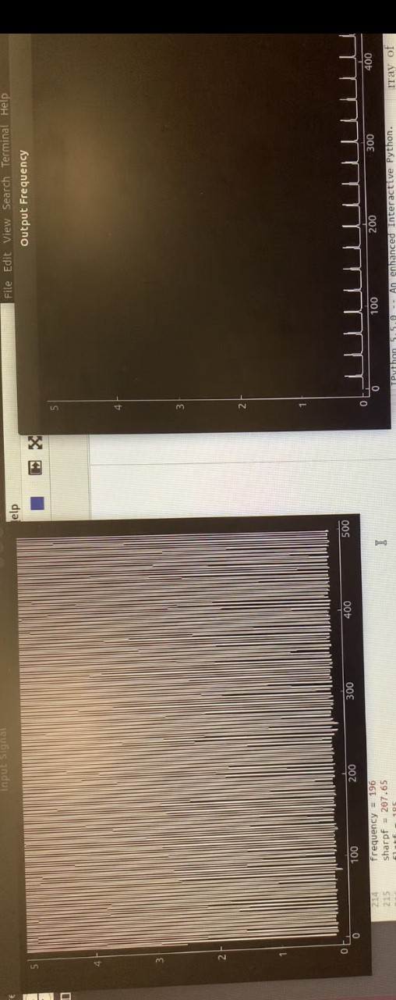 File Edit View Search Terminal Help
Output Frequency
5
4
3
2
1
0
0 100 200 300 400
IPython 5.5.0 -- An enhanced Interactive Python.
rray of
elp
Input Signal
5
4
3
2
1
0
0 100 200 300 400 500
214 frequency = 196
215 sharpf = 207.65